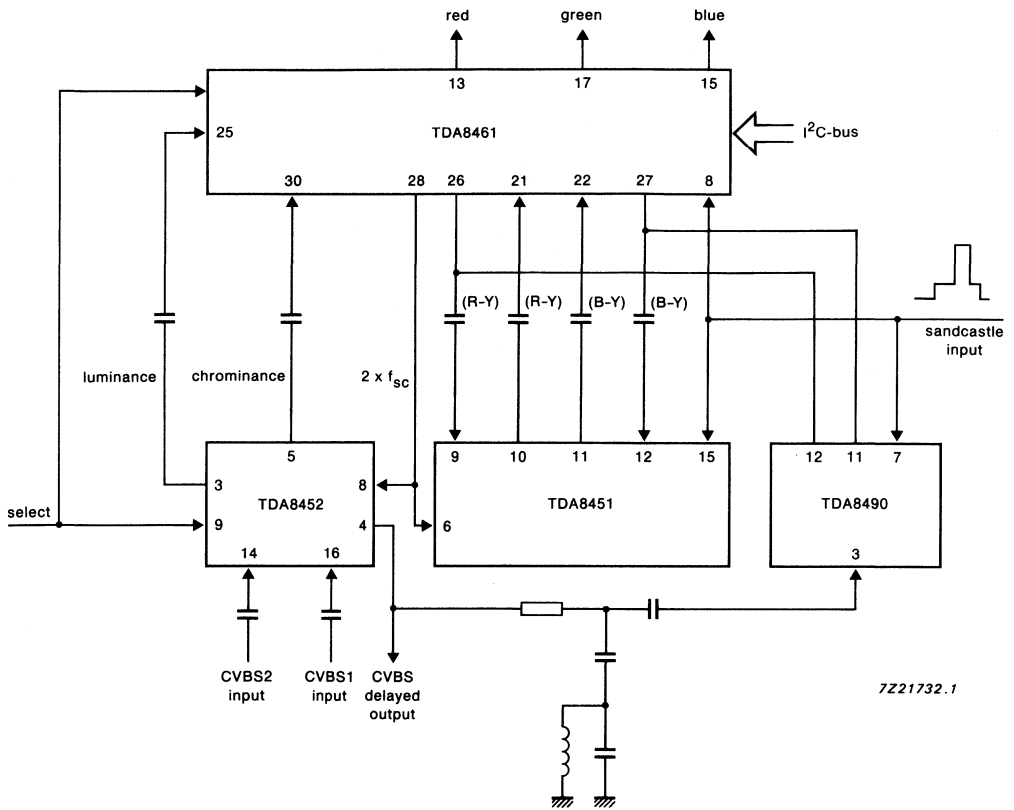 red green blue
13 17 15
25 TDA8461 I²C-bus
30 28 26 21 22 27 8
(R-Y) (R-Y) (B-Y) (B-Y)
sandcastle
input
luminance chrominance 2 x fsc
5 9 10 11 12 15 12 11 7
3 8
select TDA8452 TDA8451 TDA8490
9 4 6
14 16 3
CVBS2
input
CVBS1
input
CVBS
delayed
output
7Z21732.1